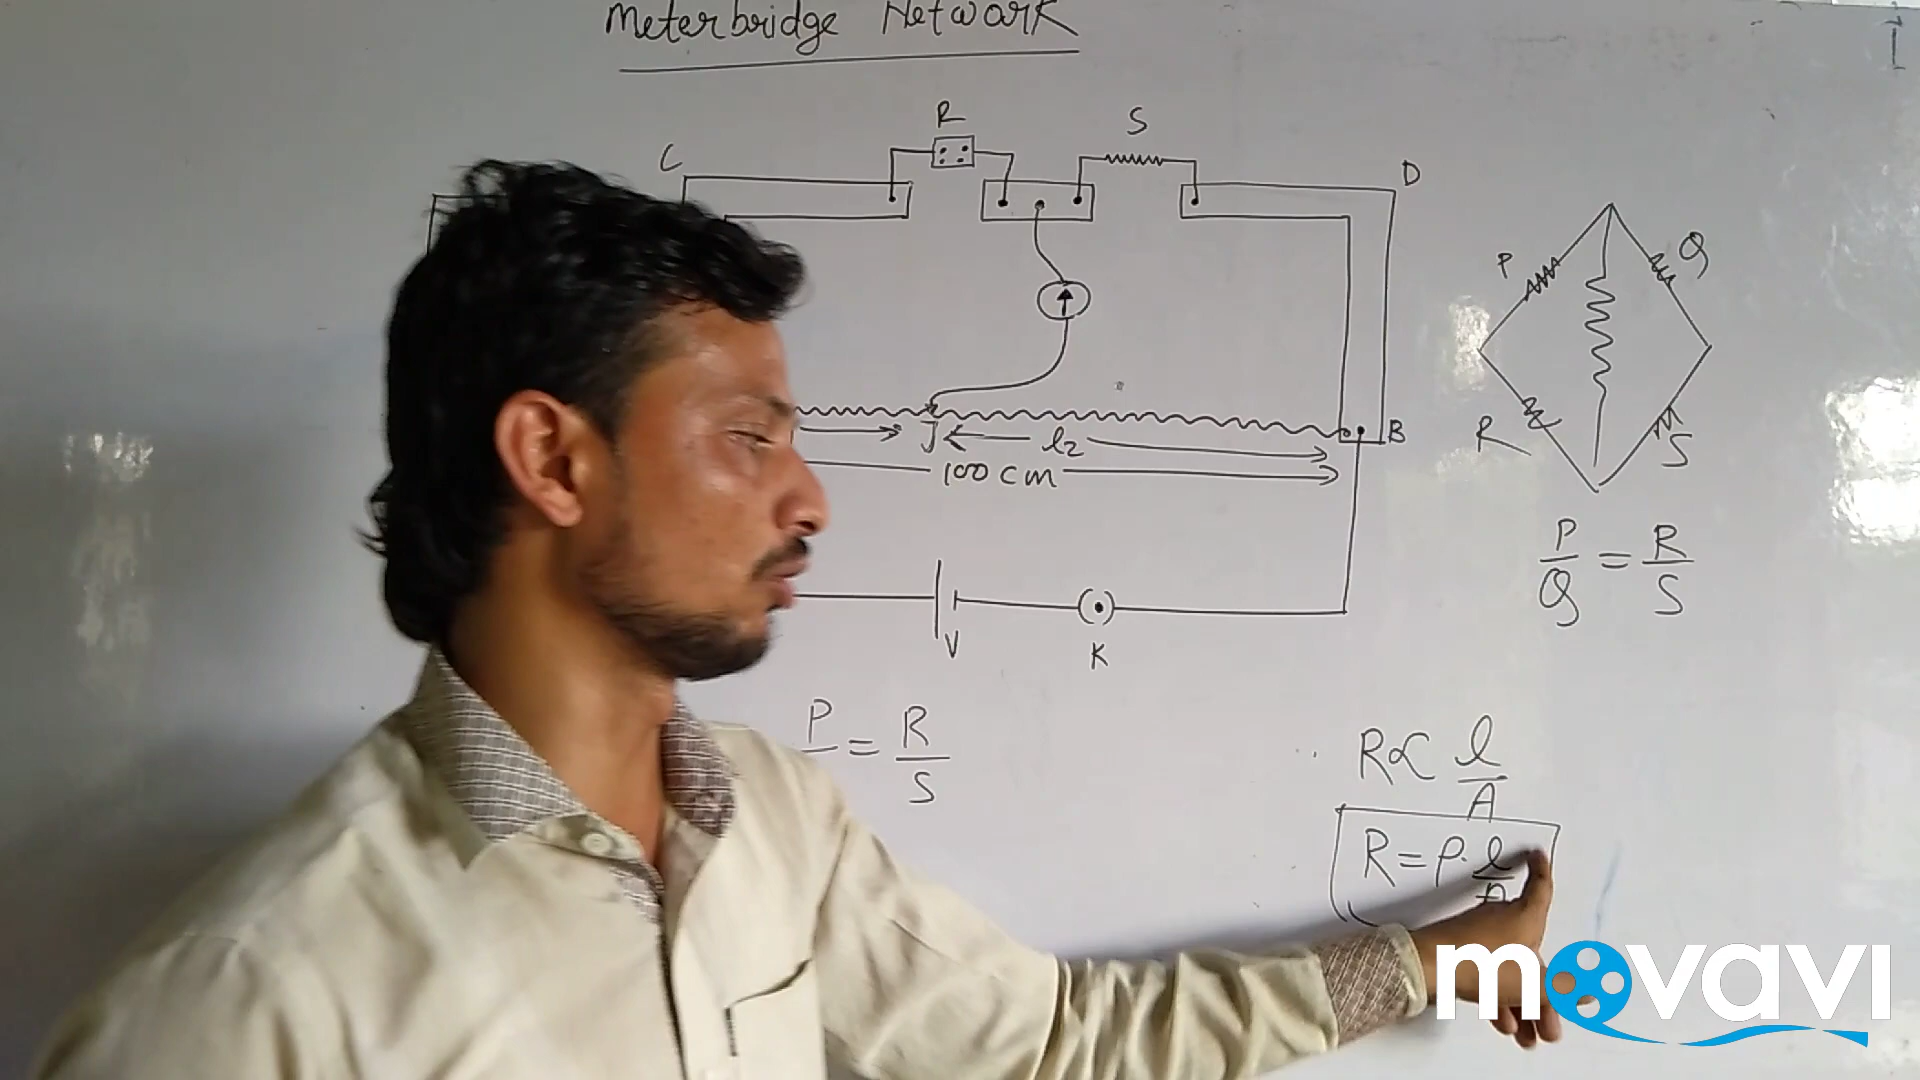 Meterbridge Network
R
S
C
D
P
Q
J
l2
B
100 cm
R
S
V
K
P/Q = R/S
P/ = R/S
R ∝ l/A
R = ρ. l/A
movavi